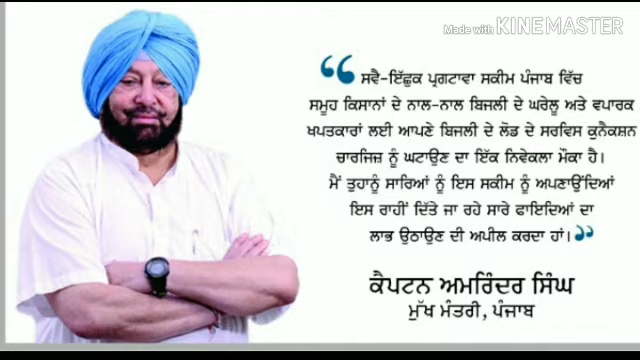 Made with KINEMASTER
“ ਸਵੈ-ਇੱਛੁਕ ਪ੍ਰਗਟਾਵਾ ਸਕੀਮ ਪੰਜਾਬ ਵਿੱਚ
ਸਮੂਹ ਕਿਸਾਨਾਂ ਦੇ ਨਾਲ-ਨਾਲ ਬਿਜਲੀ ਦੇ ਘਰੇਲੂ ਅਤੇ ਵਪਾਰਕ
ਖਪਤਕਾਰਾਂ ਲਈ ਆਪਣੇ ਬਿਜਲੀ ਦੇ ਲੋਡ ਦੇ ਸਰਵਿਸ ਕੁਨੈਕਸ਼ਨ
ਚਾਰਜਿਜ਼ ਨੂੰ ਘਟਾਉਣ ਦਾ ਇੱਕ ਨਿਵੇਕਲਾ ਮੌਕਾ ਹੈ।
ਮੈਂ ਤੁਹਾਨੂੰ ਸਾਰਿਆਂ ਨੂੰ ਇਸ ਸਕੀਮ ਨੂੰ ਅਪਣਾਉਂਦਿਆਂ
ਇਸ ਰਾਹੀਂ ਦਿੱਤੇ ਜਾ ਰਹੇ ਸਾਰੇ ਫਾਇਦਿਆਂ ਦਾ
ਲਾਭ ਉਠਾਉਣ ਦੀ ਅਪੀਲ ਕਰਦਾ ਹਾਂ। ”
ਕੈਪਟਨ ਅਮਰਿੰਦਰ ਸਿੰਘ
ਮੁੱਖ ਮੰਤਰੀ, ਪੰਜਾਬ